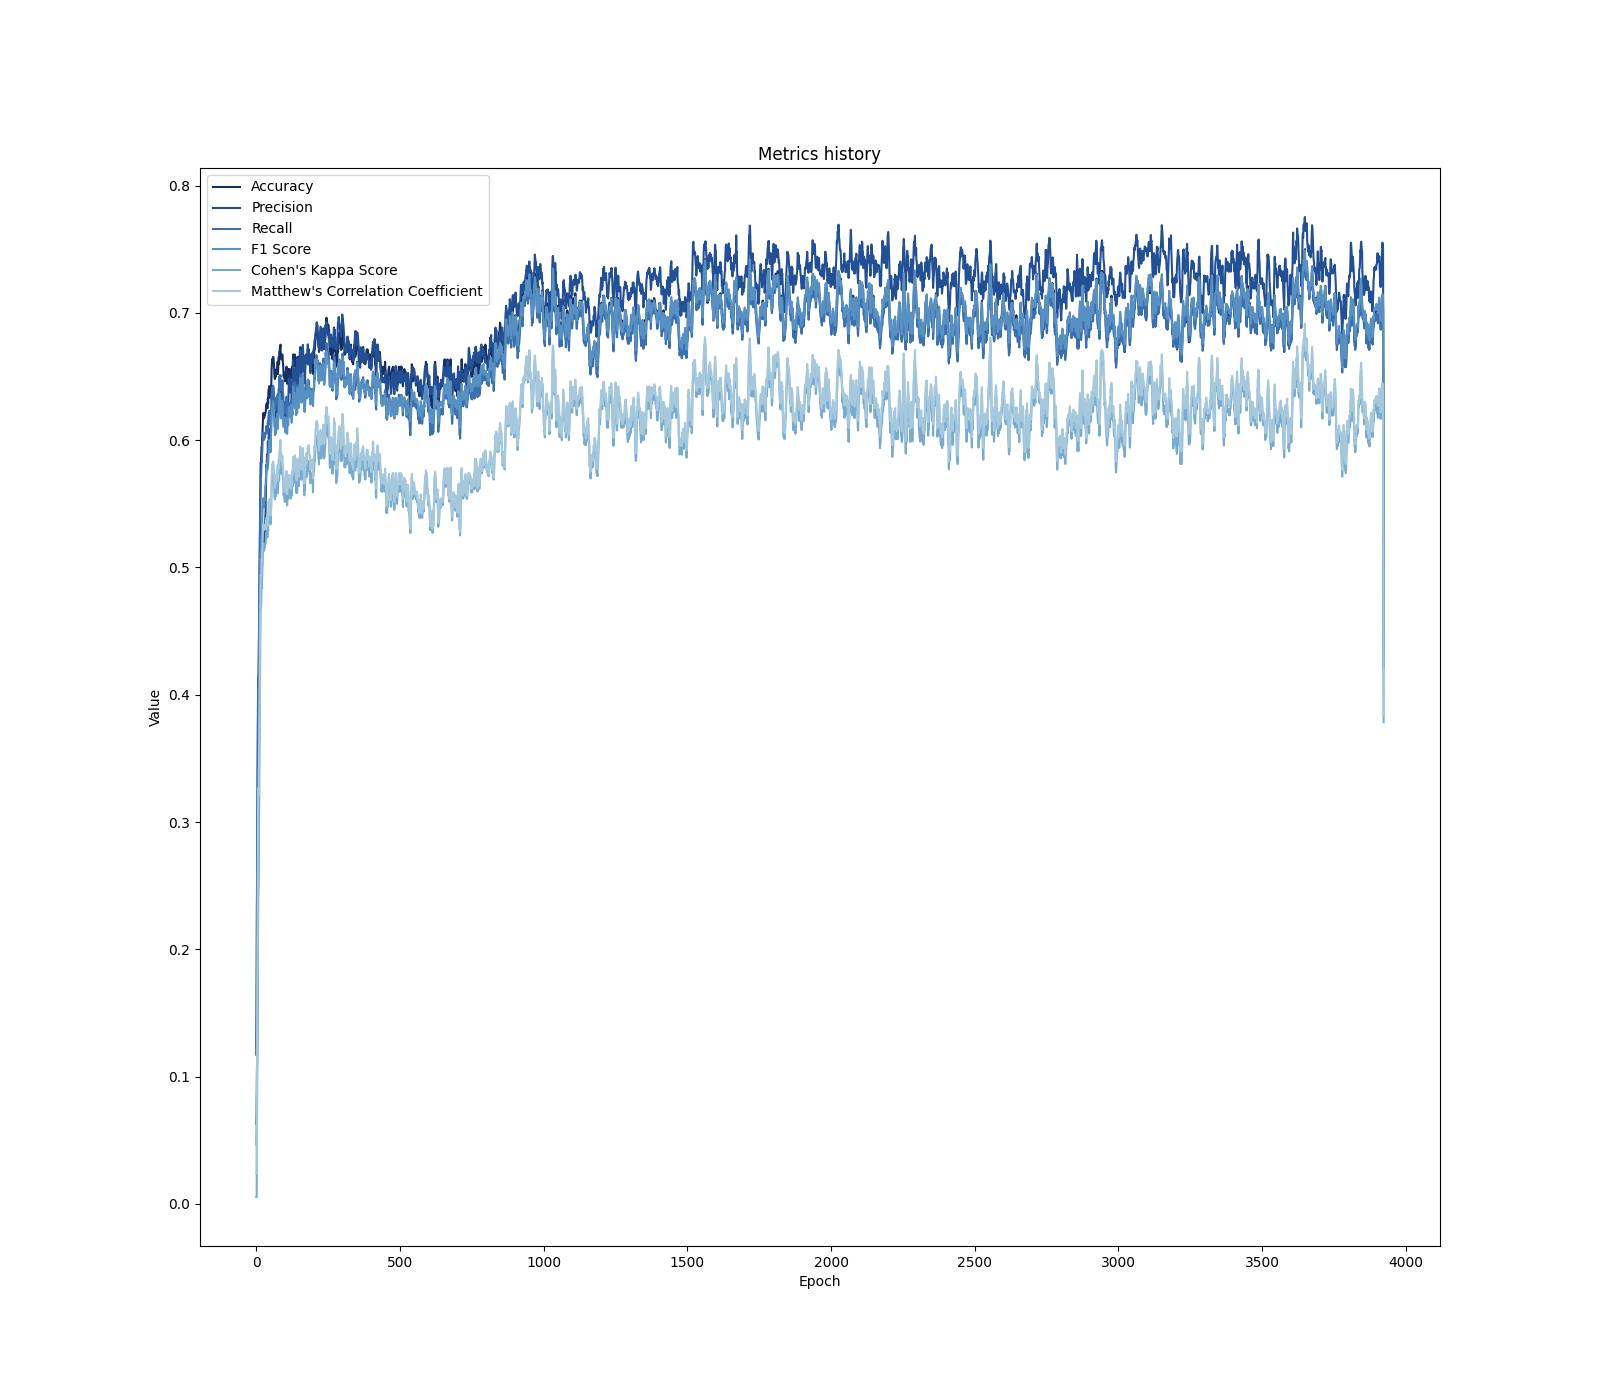 Metrics history
Accuracy
Precision
Recall
F1 Score
Cohen's Kappa Score
Matthew's Correlation Coefficient
Value
0.8
0.7
0.6
0.5
0.4
0.3
0.2
0.1
0.0
0 500 1000 1500 2000 2500 3000 3500 4000
Epoch